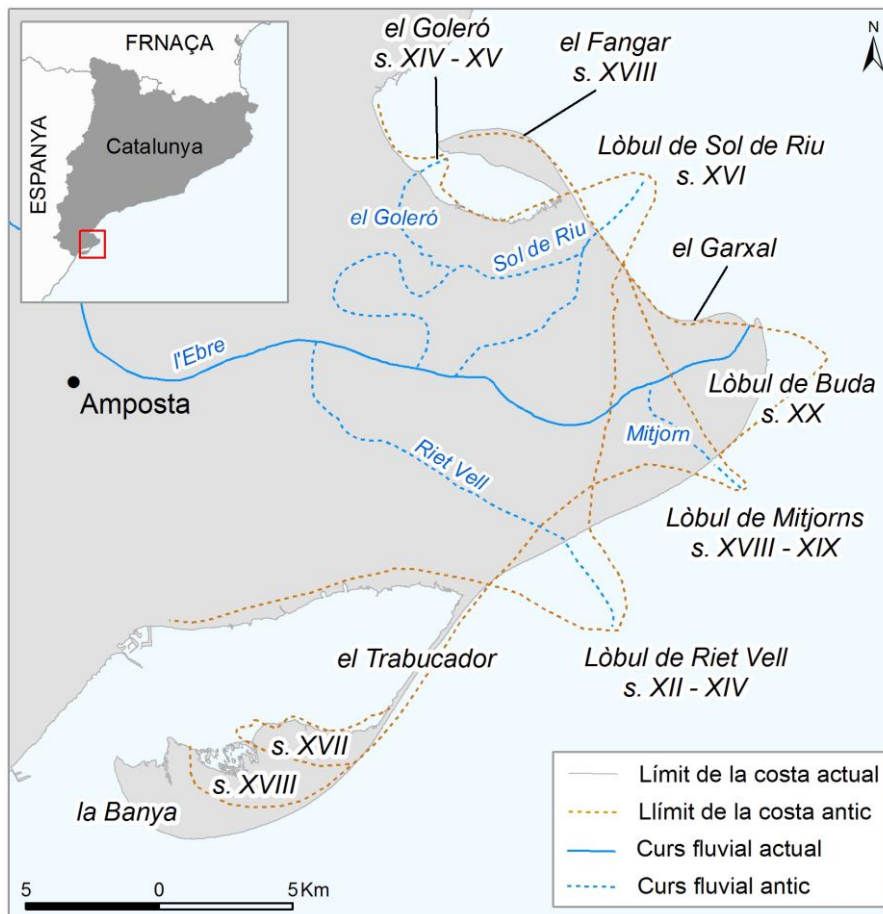 FRNAÇA
ESPANYA
Catalunya
N
el Goleró
s. XIV - XV
el Fangar
s. XVIII
Lòbul de Sol de Riu
s. XVI
el Goleró
Sol de Riu
el Garxal
l'Ebre
Amposta
Lòbul de Buda
s. XX
Mitjorn
Riet Vell
Lòbul de Mitjorns
s. XVIII - XIX
el Trabucador
Lòbul de Riet Vell
s. XII - XIV
s. XVII
s. XVIII
la Banya
Límit de la costa actual
Llímit de la costa antic
Curs fluvial actual
Curs fluvial antic
5 0 5 Km